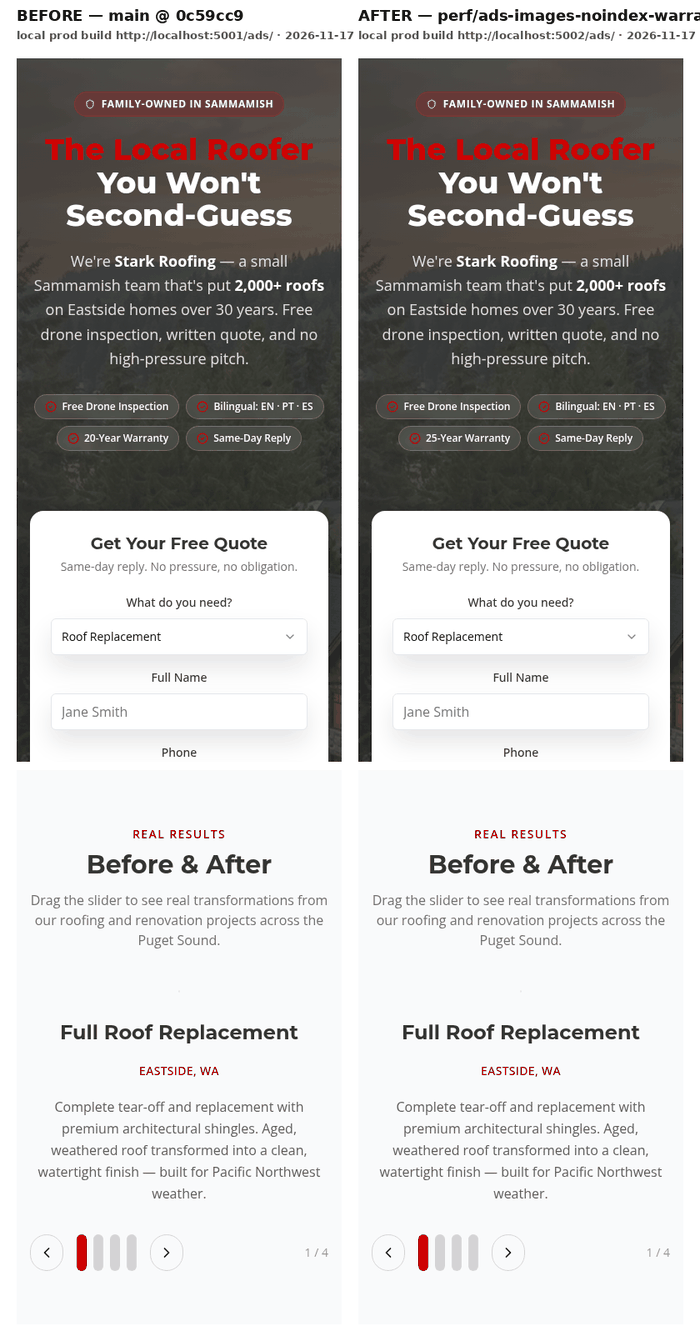 BEFORE — main @ 0c59cc9
local prod build http://localhost:5001/ads/ · 2026-11-17
FAMILY-OWNED IN SAMMAMISH
The Local Roofer
You Won't
Second-Guess
We're Stark Roofing — a small
Sammamish team that's put 2,000+ roofs
on Eastside homes over 30 years. Free
drone inspection, written quote, and no
high-pressure pitch.
Free Drone Inspection
Bilingual: EN · PT · ES
20-Year Warranty
Same-Day Reply
Get Your Free Quote
Same-day reply. No pressure, no obligation.
What do you need?
Roof Replacement
Full Name
Jane Smith
Phone
REAL RESULTS
Before & After
Drag the slider to see real transformations from
our roofing and renovation projects across the
Puget Sound.
Full Roof Replacement
EASTSIDE, WA
Complete tear-off and replacement with
premium architectural shingles. Aged,
weathered roof transformed into a clean,
watertight finish — built for Pacific Northwest
weather.
1 / 4
AFTER — perf/ads-images-noindex-warra
local prod build http://localhost:5002/ads/ · 2026-11-17
FAMILY-OWNED IN SAMMAMISH
The Local Roofer
You Won't
Second-Guess
We're Stark Roofing — a small
Sammamish team that's put 2,000+ roofs
on Eastside homes over 30 years. Free
drone inspection, written quote, and no
high-pressure pitch.
Free Drone Inspection
Bilingual: EN · PT · ES
25-Year Warranty
Same-Day Reply
Get Your Free Quote
Same-day reply. No pressure, no obligation.
What do you need?
Roof Replacement
Full Name
Jane Smith
Phone
REAL RESULTS
Before & After
Drag the slider to see real transformations from
our roofing and renovation projects across the
Puget Sound.
Full Roof Replacement
EASTSIDE, WA
Complete tear-off and replacement with
premium architectural shingles. Aged,
weathered roof transformed into a clean,
watertight finish — built for Pacific Northwest
weather.
1 / 4